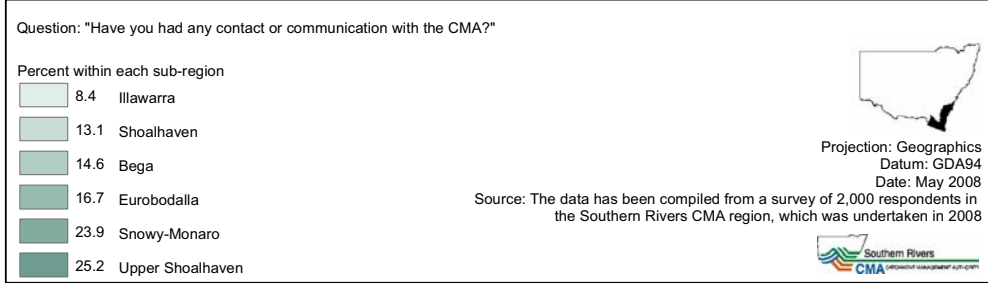 Question: "Have you had any contact or communication with the CMA?"
Percent within each sub-region
8.4 Illawarra
13.1 Shoalhaven
14.6 Bega
16.7 Eurobodalla
23.9 Snowy-Monaro
25.2 Upper Shoalhaven
Projection: Geographics
Datum: GDA94
Date: May 2008
Source: The data has been compiled from a survey of 2,000 respondents in
the Southern Rivers CMA region, which was undertaken in 2008
Southern Rivers
CMA CATCHMENT MANAGEMENT AUTHORITY